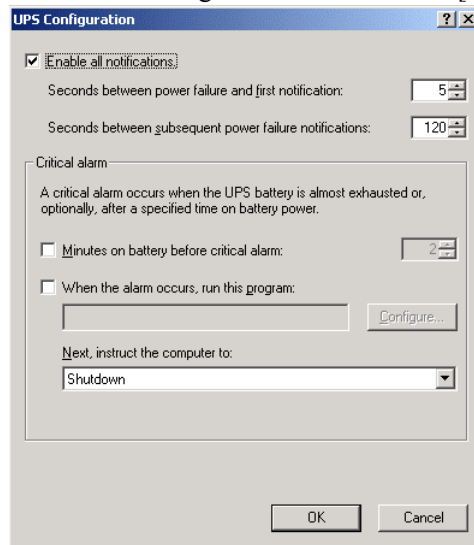 UPS Configuration
Enable all notifications.
Seconds between power failure and first notification: 5
Seconds between subsequent power failure notifications: 120
Critical alarm
A critical alarm occurs when the UPS battery is almost exhausted or,
optionally, after a specified time on battery power.
Minutes on battery before critical alarm: 2
When the alarm occurs, run this program:
Configure...
Next, instruct the computer to:
Shutdown
OK Cancel